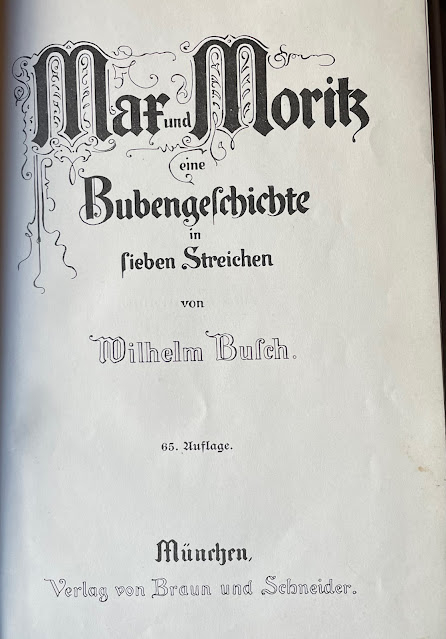 Max und Moritz
eine
Bubengeſchichte
in
ſieben Streichen
von
Wilhelm Buſch.
65. Auflage.
München,
Verlag von Braun und Schneider.